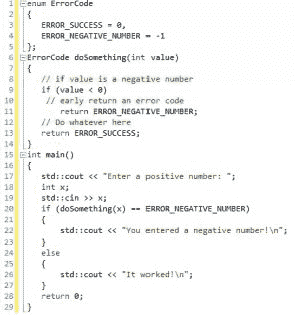 1 enum ErrorCode
2 {
3 ERROR_SUCCESS = 0,
4 ERROR_NEGATIVE_NUMBER = -1
5 };
6 ErrorCode doSomething(int value)
7 {
8 // if value is a negative number
9 if (value < 0)
10 // early return an error code
11 return ERROR_NEGATIVE_NUMBER;
12 // Do whatever here
13 return ERROR_SUCCESS;
14 }
15 int main()
16 {
17 std::cout << "Enter a positive number: ";
18 int x;
19 std::cin >> x;
20 if (doSomething(x) == ERROR_NEGATIVE_NUMBER)
21 {
22 std::cout << "You entered a negative number!\n";
23 }
24 else
25 {
26 std::cout << "It worked!\n";
27 }
28 return 0;
29 }